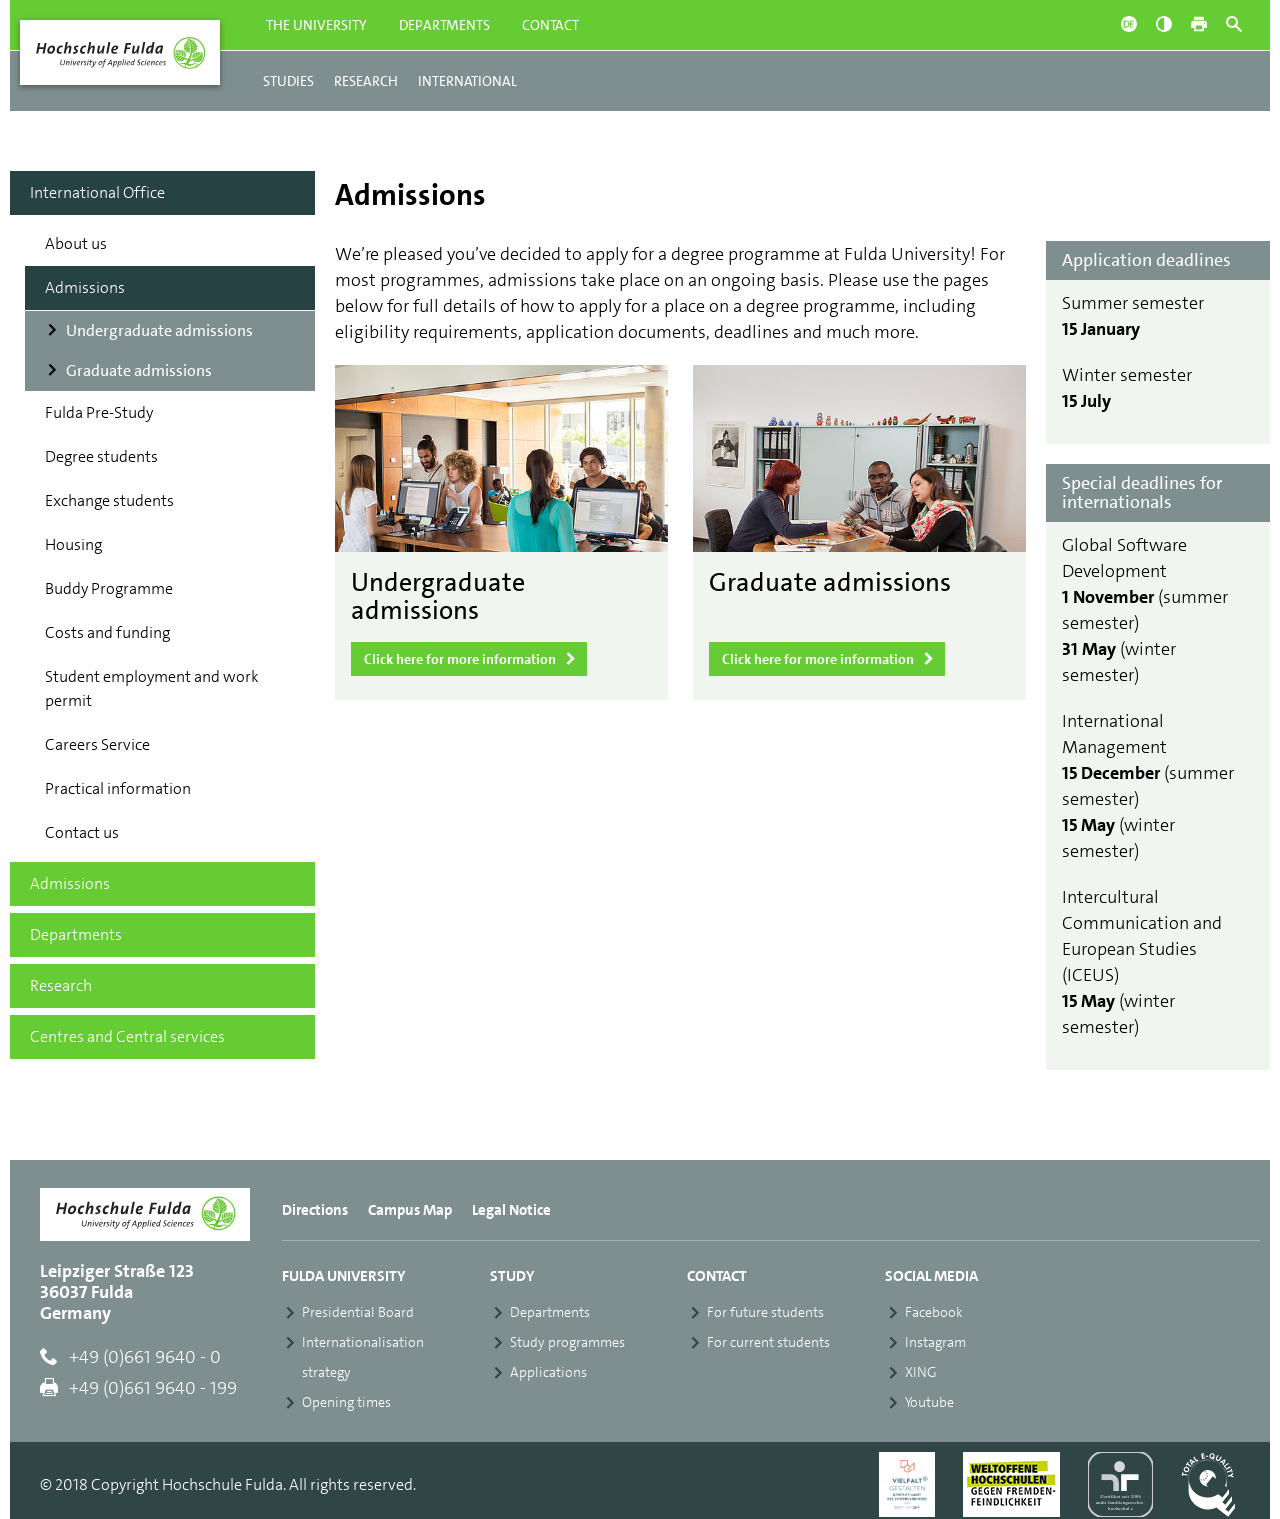 Hochschule Fulda
University of Applied Sciences
THE UNIVERSITY DEPARTMENTS CONTACT
DE
STUDIES RESEARCH INTERNATIONAL
International Office
About us
Admissions
Undergraduate admissions
Graduate admissions
Fulda Pre-Study
Degree students
Exchange students
Housing
Buddy Programme
Costs and funding
Student employment and work
permit
Careers Service
Practical information
Contact us
Admissions
Departments
Research
Centres and Central services
Admissions
We’re pleased you’ve decided to apply for a degree programme at Fulda University! For
most programmes, admissions take place on an ongoing basis. Please use the pages
below for full details of how to apply for a place on a degree programme, including
eligibility requirements, application documents, deadlines and much more.
Undergraduate
admissions
Click here for more information
Graduate admissions
Click here for more information
Application deadlines
Summer semester
15 January
Winter semester
15 July
Special deadlines for
internationals
Global Software
Development
1 November (summer
semester)
31 May (winter
semester)
International
Management
15 December (summer
semester)
15 May (winter
semester)
Intercultural
Communication and
European Studies
(ICEUS)
15 May (winter
semester)
Hochschule Fulda
University of Applied Sciences
Leipziger Straße 123
36037 Fulda
Germany
+49 (0)661 9640 - 0
+49 (0)661 9640 - 199
Directions Campus Map Legal Notice
FULDA UNIVERSITY
Presidential Board
Internationalisation
strategy
Opening times
STUDY
Departments
Study programmes
Applications
CONTACT
For future students
For current students
SOCIAL MEDIA
Facebook
Instagram
XING
Youtube
© 2018 Copyright Hochschule Fulda. All rights reserved.
VIELFALT
GESTALTEN
WELTOFFENE
HOCHSCHULEN
GEGEN FREMDEN-
FEINDLICHKEIT
Zertifikat seit 2006
audit familiengerechte
hochschule
TOTAL E-QUALITY